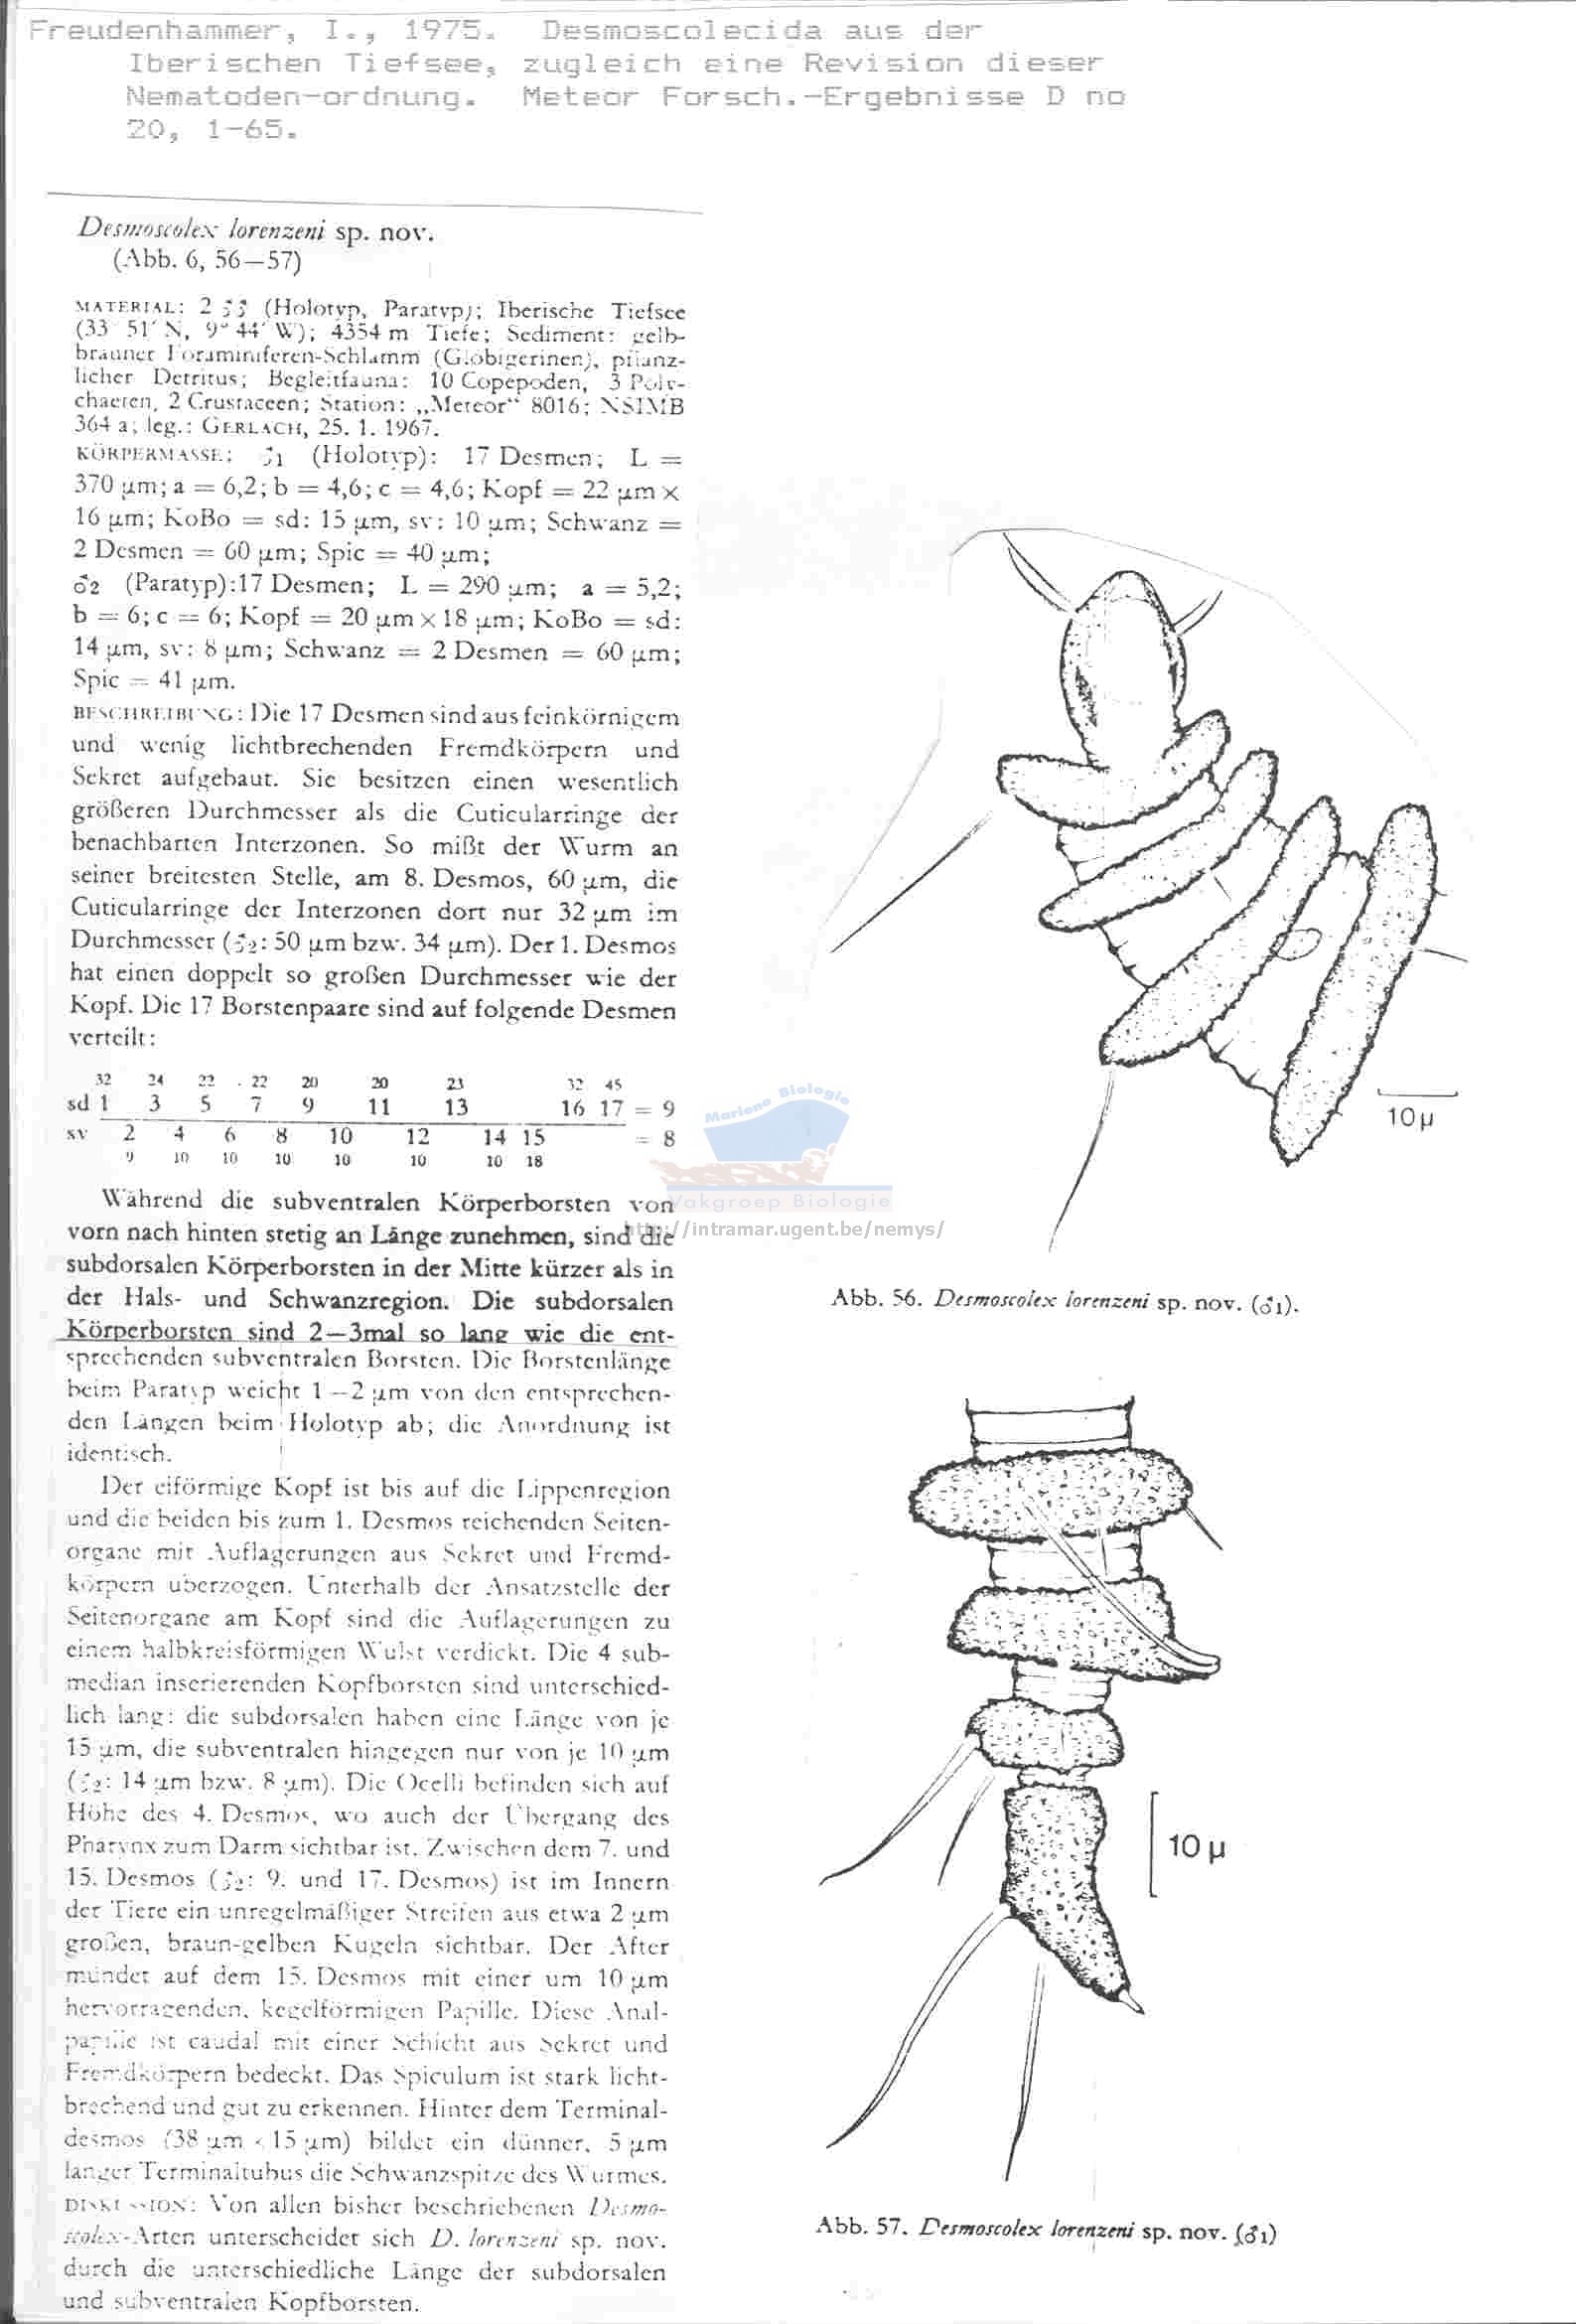 Freudenhammer, I., 1975. Desmoscolecida aus der
Iberischen Tiefsee, zugleich eine Revision dieser
Nematoden-ordnung. Meteor Forsch.-Ergebnisse D no
20, 1-65.
Desmoscolex lorenzeni sp. nov.
(Abb. 6, 56—57)
MATERIAL: 2 ♂♂ (Holotyp, Paratyp); Iberische Tiefsee
(33° 51′ N, 9° 44′ W); 4354 m Tiefe; Sediment: gelb-
brauner Foraminiferen-Schlamm (Globigerinen), pflanz-
licher Detritus; Begleitfauna: 10 Copepoden, 3 Poly-
chaeten, 2 Crustaceen; Station: „Meteor“ 8016; NSIMB
364 a; leg.: GERLACH, 25. 1. 1967.
KÖRPERMASSE: ♂1 (Holotyp): 17 Desmen; L =
370 µm; a = 6,2; b = 4,6; c = 4,6; Kopf = 22 µm ×
16 µm; KoBo = sd: 15 µm, sv: 10 µm; Schwanz =
2 Desmen = 60 µm; Spic = 40 µm;
♂2 (Paratyp):17 Desmen; L = 290 µm; a = 5,2;
b = 6; c = 6; Kopf = 20 µm × 18 µm; KoBo = sd:
14 µm, sv: 8 µm; Schwanz = 2 Desmen = 60 µm;
Spic = 41 µm.
BESCHREIBUNG: Die 17 Desmen sind aus feinkörnigem
und wenig lichtbrechenden Fremdkörpern und
Sekret aufgebaut. Sie besitzen einen wesentlich
größeren Durchmesser als die Cuticularringe der
benachbarten Interzonen. So mißt der Wurm an
seiner breitesten Stelle, am 8. Desmos, 60 µm, die
Cuticularringe der Interzonen dort nur 32 µm im
Durchmesser (♂2: 50 µm bzw. 34 µm). Der 1. Desmos
hat einen doppelt so großen Durchmesser wie der
Kopf. Die 17 Borstenpaare sind auf folgende Desmen
verteilt:
32 24 22 22 20 20 23 32 45
sd 1 3 5 7 9 11 13 16 17 = 9
sv 2 4 6 8 10 12 14 15 = 8
9 10 10 10 10 10 10 18
Während die subventralen Körperborsten von
vorn nach hinten stetig an Länge zunehmen, sind die
subdorsalen Körperborsten in der Mitte kürzer als in
der Hals- und Schwanzregion. Die subdorsalen
Körperborsten sind 2—3mal so lang wie die ent-
sprechenden subventralen Borsten. Die Borstenlänge
beim Paratyp weicht 1—2 µm von den entsprechen-
den Längen beim Holotyp ab; die Anordnung ist
identisch.
Der eiförmige Kopf ist bis auf die Lippenregion
und die beiden bis zum 1. Desmos reichenden Seiten-
organe mit Auflagerungen aus Sekret und Fremd-
körpern überzogen. Unterhalb der Ansatzstelle der
Seitenorgane am Kopf sind die Auflagerungen zu
einem halbkreisförmigen Wulst verdickt. Die 4 sub-
median inserierenden Kopfborsten sind unterschied-
lich lang: die subdorsalen haben eine Länge von je
15 µm, die subventralen hingegen nur von je 10 µm
(♂2: 14 µm bzw. 8 µm). Die Ocelli befinden sich auf
Höhe des 4. Desmos, wo auch der Übergang des
Pharynx zum Darm sichtbar ist. Zwischen dem 7. und
15. Desmos (♂2: 9. und 17. Desmos) ist im Innern
der Tiere ein unregelmäßiger Streifen aus etwa 2 µm
großen, braun-gelben Kugeln sichtbar. Der After
mündet auf dem 15. Desmos mit einer um 10 µm
hervorragenden, kegelförmigen Papille. Diese Anal-
papille ist caudal mit einer Schicht aus Sekret und
Fremdkörpern bedeckt. Das Spiculum ist stark licht-
brechend und gut zu erkennen. Hinter dem Terminal-
desmos (38 µm × 15 µm) bildet ein dünner, 5 µm
langer Terminaltubus die Schwanzspitze des Wurmes.
DISKUSSION: Von allen bisher beschriebenen Desmo-
scolex-Arten unterscheidet sich D. lorenzeni sp. nov.
durch die unterschiedliche Länge der subdorsalen
und subventralen Kopfborsten.
10 µ
Abb. 56. Desmoscolex lorenzeni sp. nov. (♂1).
10 µ
Abb. 57. Desmoscolex lorenzeni sp. nov. (♂1)
Mariene Biologie
Vakgroep Biologie
http://intramar.ugent.be/nemys/